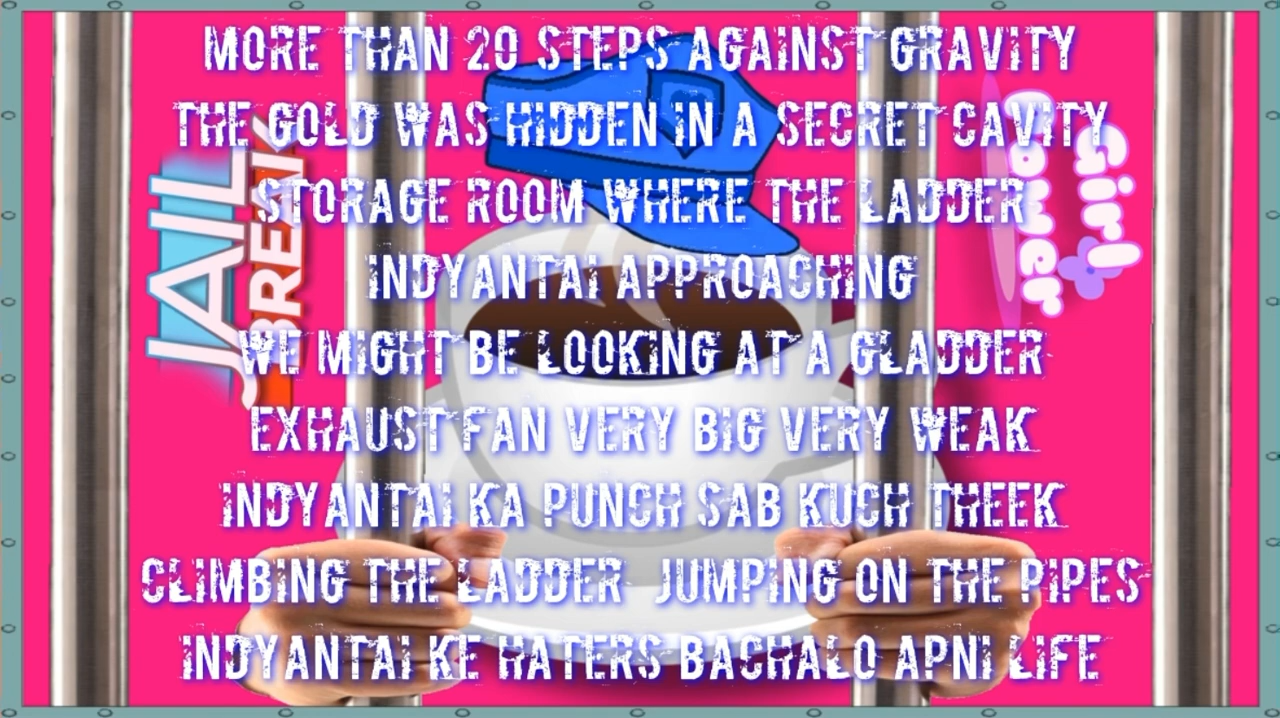 MORE THAN 20 STEPS AGAINST GRAVITY
THE GOLD WAS HIDDEN IN A SECRET CAVITY
STORAGE ROOM WHERE THE LADDER
INDYANTAI APPROACHING
WE MIGHT BE LOOKING AT A GLADDER
EXHAUST FAN VERY BIG VERY WEAK
INDYANTAI KA PUNCH SAB KUCH THEEK
CLIMBING THE LADDER JUMPING ON THE PIPES
INDYANTAI KE HATERS BACHALO APNI LIFE
JAIL
BREAK
Girl
Power